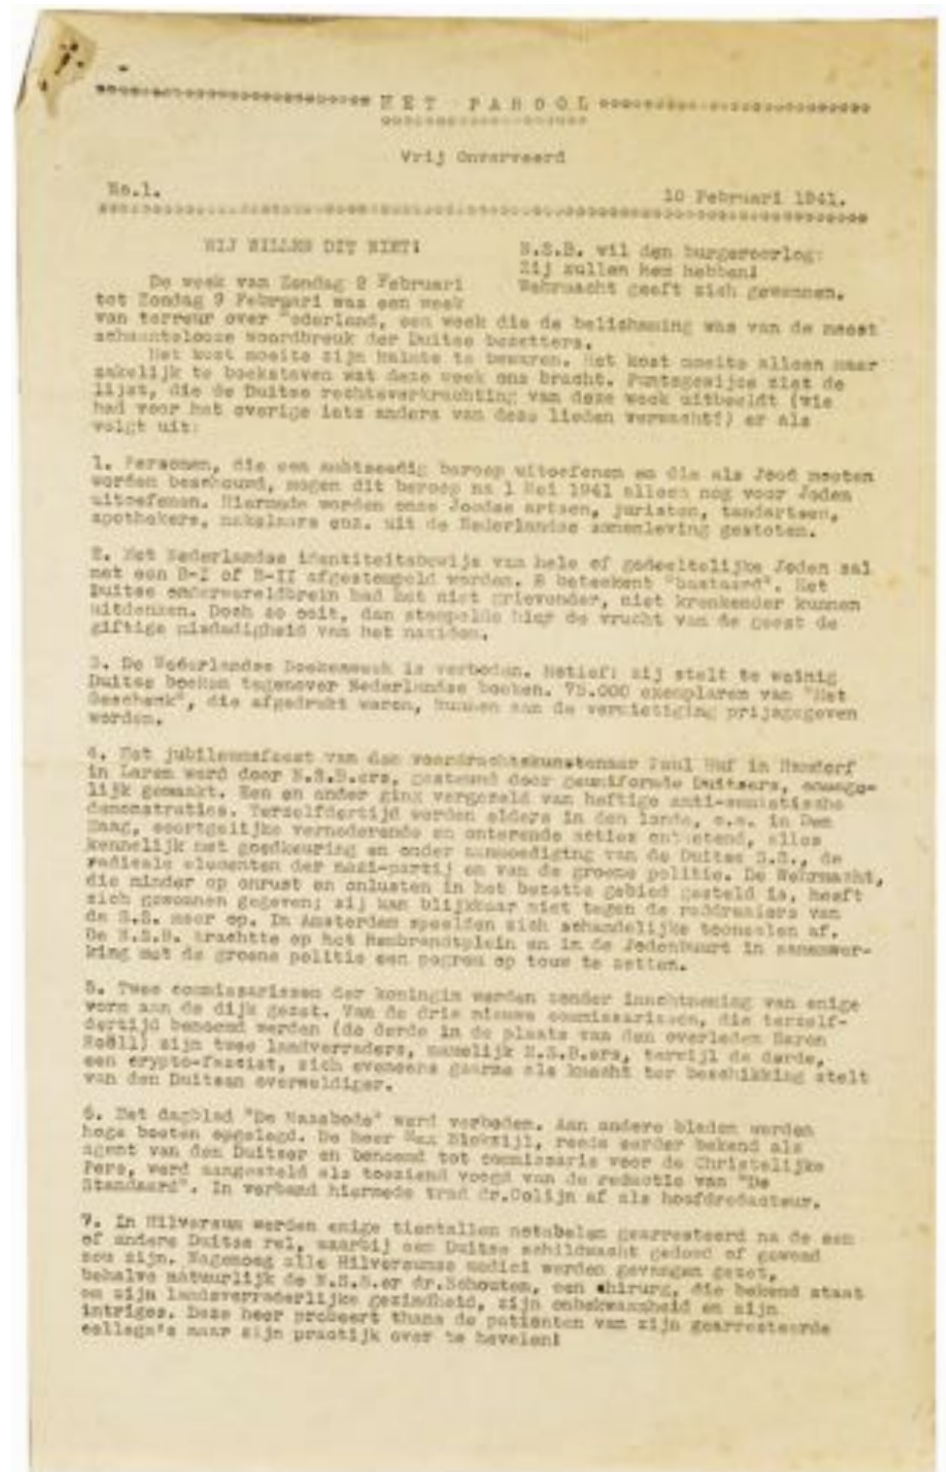 HET PAROOL
Vrij Onverveerd
No.1.
10 Februari 1941.
WIJ WILLEN DIT NIET!
N.S.B. wil den burgeroorlog:
Zij zullen hem hebben!
Wehrmacht geeft zich gewonnen.
De week van Zondag 2 Februari
tot Zondag 9 Februari was een week
van terreur over Nederland, een week die de belichaming was van de meest
schaamtelooze woordbreuk der Duitse bezetters.
Het kost moeite zijn kalmte te bewaren. Het kost moeite alleen maar
zakelijk te boekstaven wat deze week ons bracht. Puntsgewijze ziet de
lijst, die de Duitse rechtsverkrachting van deze week uitbeeldt (wie
had voor het overige iets anders van deze lieden verwacht!) er als
volgt uit:
1. Personen, die een ambtseedig beroep uitoefenen en die als Jood moeten
worden beschouwd, mogen dit beroep na 1 Mei 1941 alleen nog voor Joden
uitoefenen. Hiermede worden onze Joodse artsen, juristen, tandartsen,
apothekers, makelaars enz. uit de Nederlandse samenleving gestoten.
2. Het Nederlandse identiteitsbewijs van hele of gedeeltelijke Joden zal
met een B-I of B-II afgestempeld worden. B beteekent "bastaard". Het
Duitse onderwereldbrein had het niet grievender, niet krenkender kunnen
uitdenken. Doch zo ooit, dan stempelde hier de vrucht van de geest de
giftige misdadigheid van het nazidom.
3. De Nederlandse Boekenweek is verboden. Motief: zij stelt te weinig
Duitse boeken tegenover Nederlandse boeken. 75.000 exemplaren van "Het
Geschenk", die afgedrukt waren, kunnen aan de vernietiging prijsgegeven
worden.
4. Het jubileumsfeest van den voordrachtskunstenaar Paul Huf in Hamdorf
in Laren werd door N.S.B.ers, gesteund door geuniformde Duitsers, onmoge-
lijk gemaakt. Een en ander ging vergezeld van heftige anti-semietische
demonstraties. Terzelfdertijd werden elders in den lande, o.a. in Den
Haag, soortgelijke vernederende en onterende acties ontketend, alles
kennelijk met goedkeuring en onder aanmoediging van de Duitse S.S., de
radicale elementen der nazi-partij en van de groene politie. De Wehrmacht,
die minder op onrust en onlusten in het bezette gebied gesteld is, heeft
zich gewonnen gegeven; zij kan blijkbaar niet tegen de raddraaiers van
de S.S. meer op. In Amsterdam speelden zich schandelijke toonselen af.
De N.S.B. trachtte op het Rembrandtplein en in de Jodenbuurt in samenwer-
king met de groene politie een pogrom op touw te zetten.
5. Twee commissarissen der koningin werden zonder inachtneming van enige
vorm aan de dijk gezet. Van de drie nieuwe commissarissen, die terzelf-
dertijd benoemd werden (de derde in de plaats van den overleden Baron
Roëll) zijn twee landverraders, namelijk N.S.B.ers, terwijl de derde,
een crypto-fascist, zich eveneens gaarne als knecht ter beschikking stelt
van den Duitsen overweldiger.
6. Het dagblad "De Maasbode" werd verboden. Aan andere bladen werden
hoge boeten opgelegd. De heer Max Blokzijl, reeds eerder bekend als
agent van den Duitser en benoemd tot commissaris voor de Christelijke
Pers, werd aangesteld als toeziend voogd van de redactie van "De
Standaard". In verband hiermede trad dr.Colijn af als hoofdredacteur.
7. In Hilversum werden enige tientallen notabelen gearresteerd na de een
of andere Duitse rel, waarbij een Duitse schildwacht gedood of gewond
zou zijn. Nagenoeg alle Hilversumse medici werden gevangen gezet,
behalve natuurlijk de N.S.B.er dr.Schouten, een chirurg, die bekend staat
om zijn landsverraderlijke gezindheid, zijn onbekwaamheid en zijn
intriges. Deze heer probeert thans de patienten van zijn gearresteerde
collega's naar zijn practijk over te hevelen!